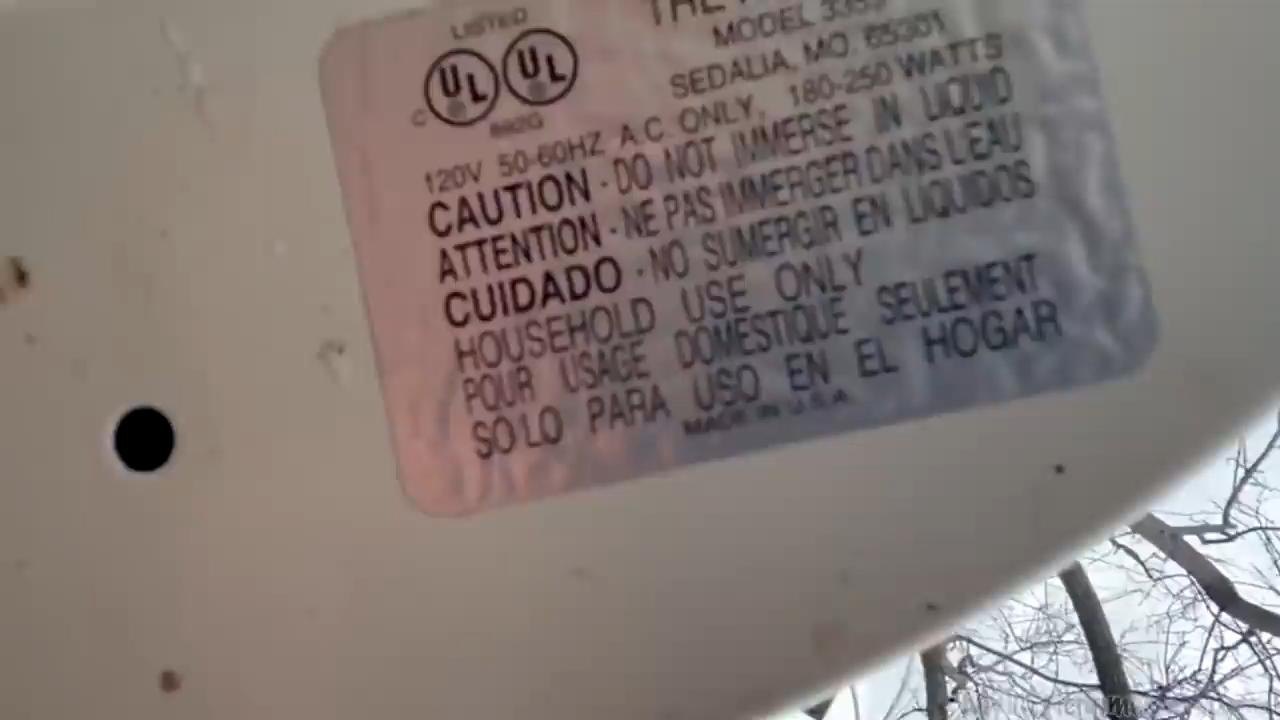 LISTED
UL UL
C
892G
THE
MODEL
SEDALIA, MO. 65301
120V 50-60HZ A.C. ONLY, 180-250 WATTS
CAUTION - DO NOT IMMERSE IN LIQUID
ATTENTION - NE PAS IMMERGER DANS L'EAU
CUIDADO - NO SUMERGIR EN LIQUIDOS
HOUSEHOLD USE ONLY
POUR USAGE DOMESTIQUE SEULEMENT
SOLO PARA USO EN EL HOGAR
MADE IN U.S.A.